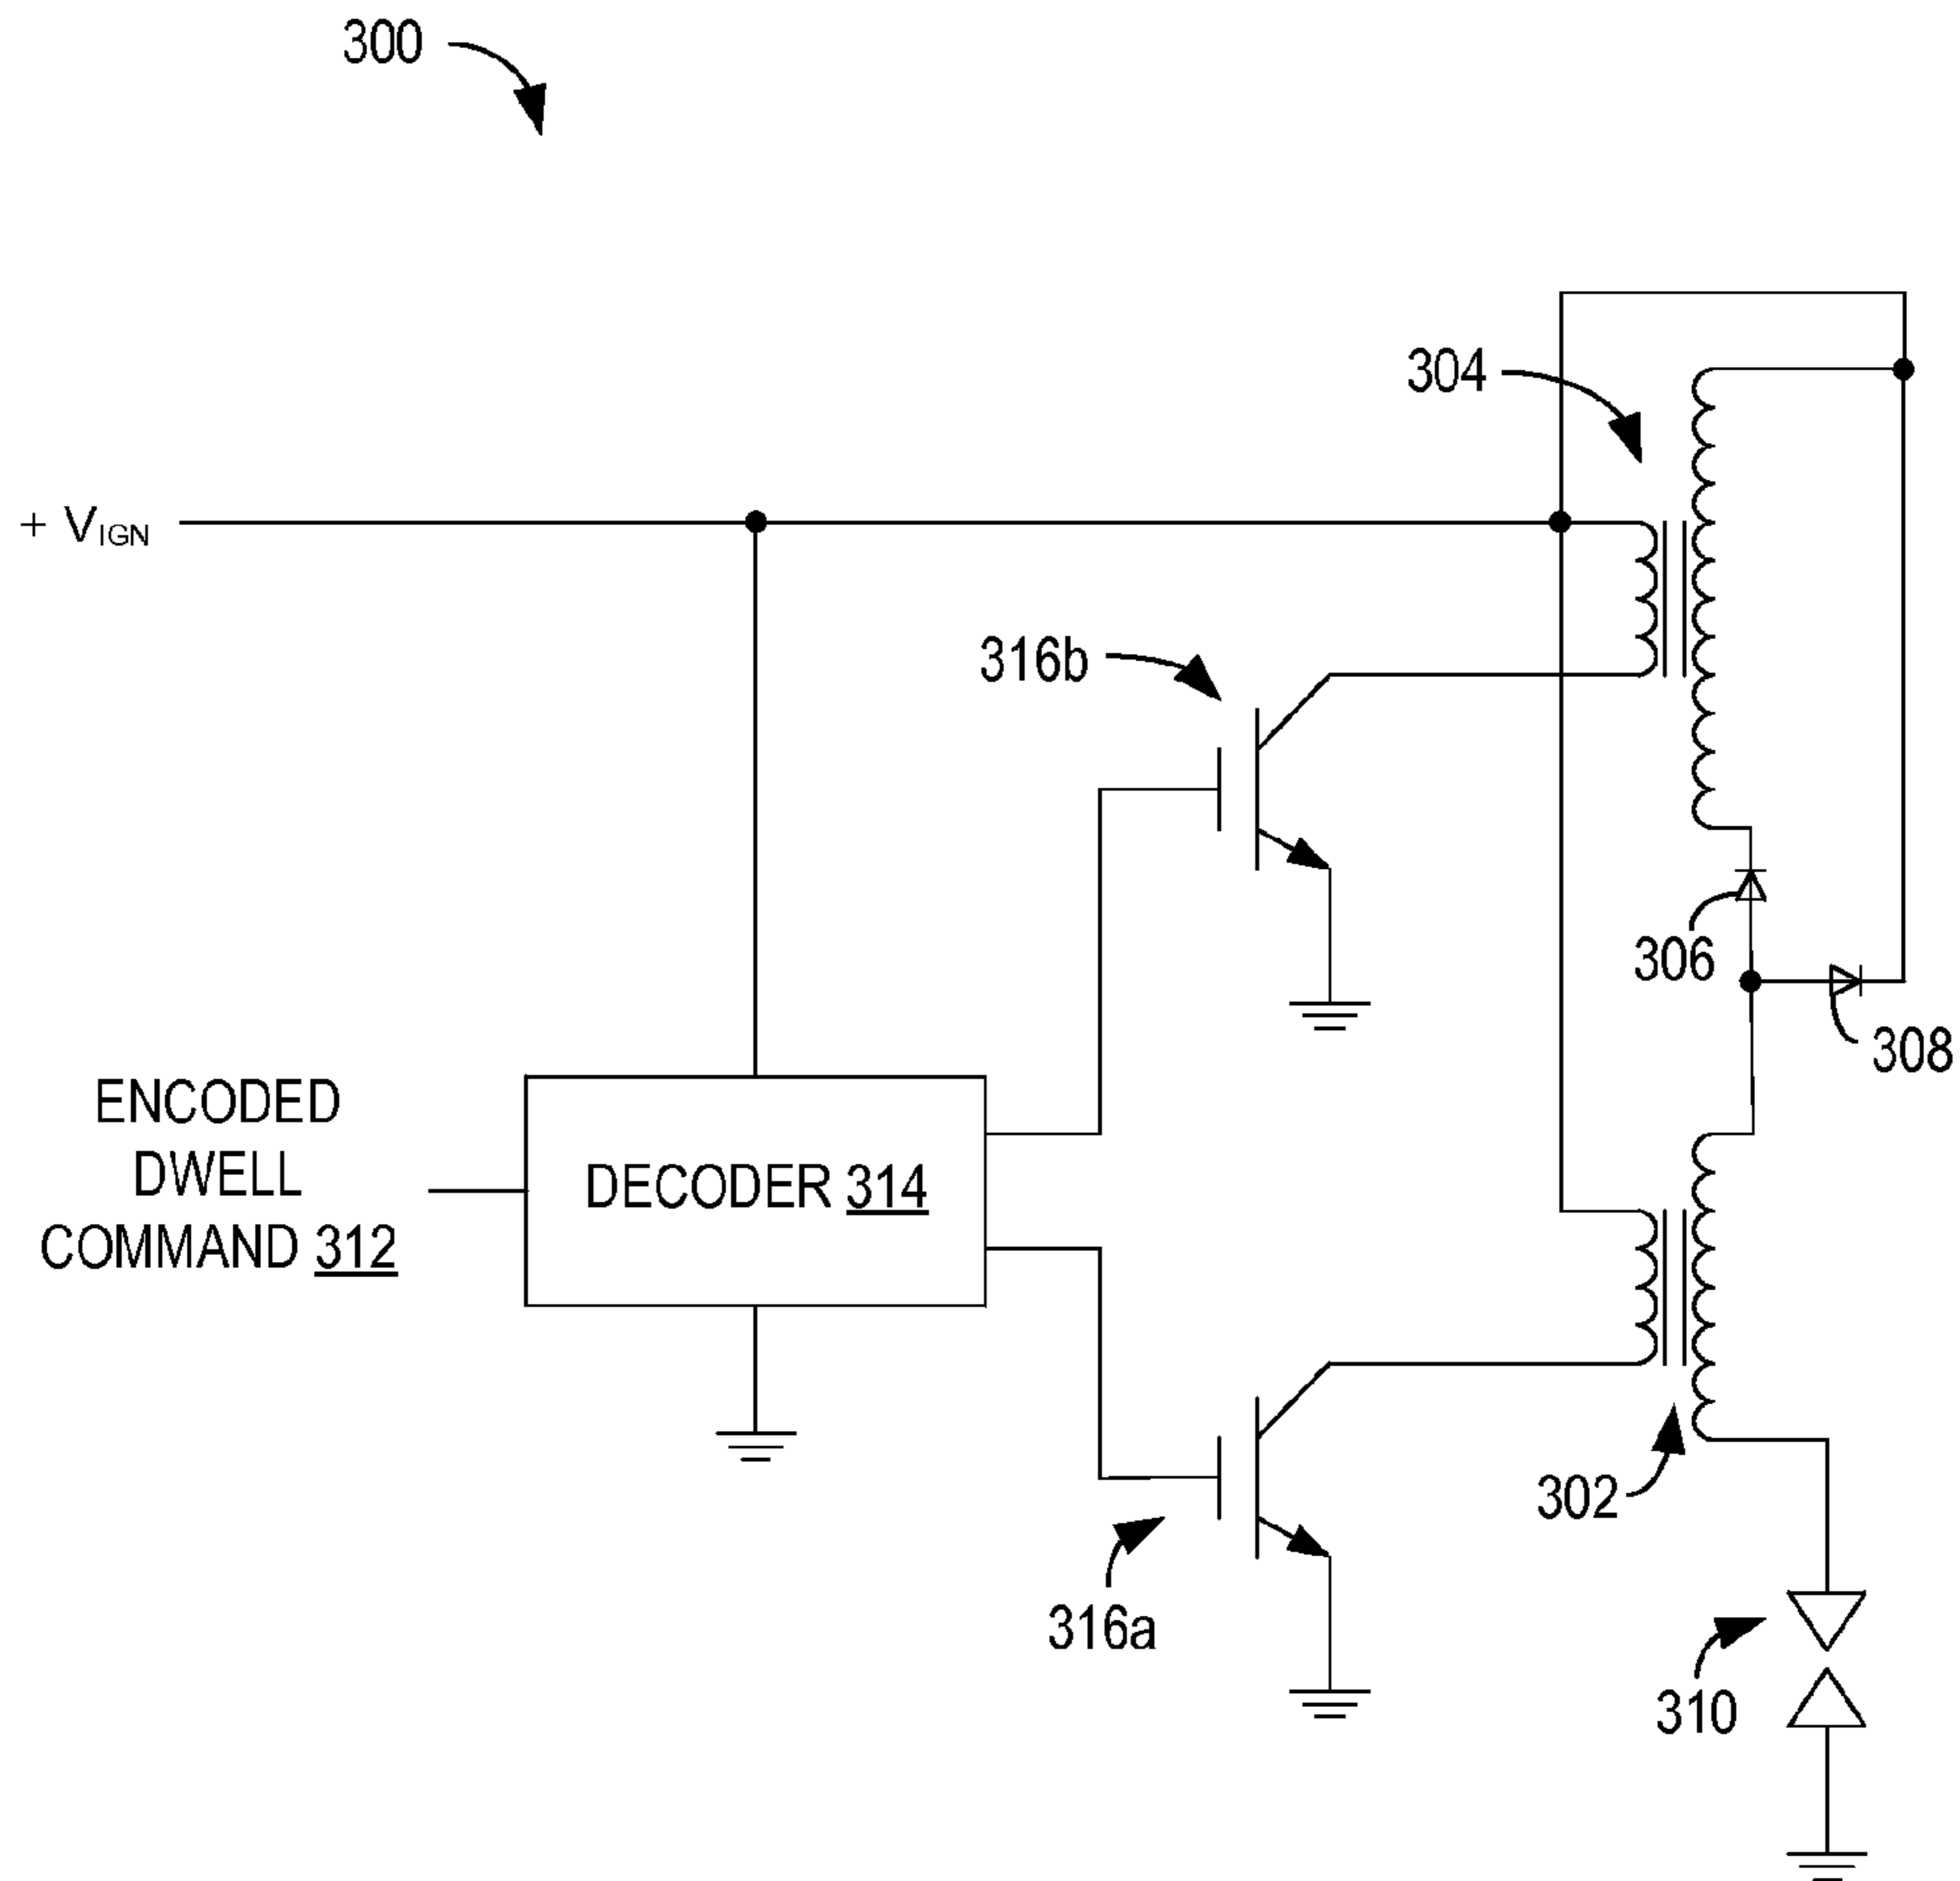 300
304
+ VIGN
316b
306
308
ENCODED
DWELL
COMMAND 312
DECODER 314
302
316a
310